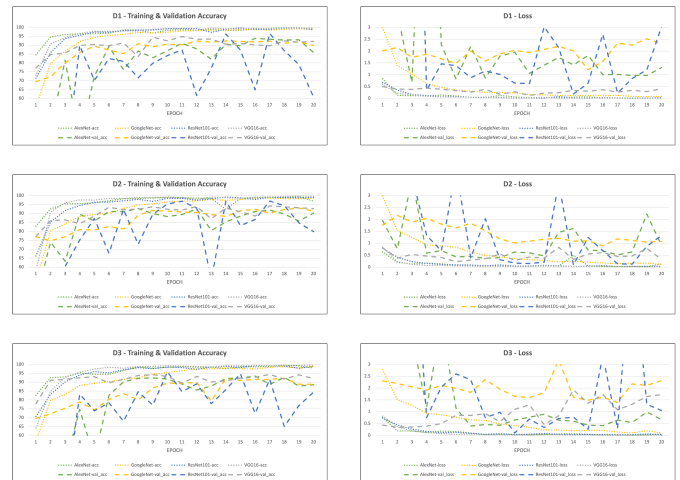 D1 - Training & Validation Accuracy
100
95
90
85
80
75
70
65
60
1 2 3 4 5 6 7 8 9 10 11 12 13 14 15 16 17 18 19 20
EPOCH
AlexNet-acc GoogleNet-acc ResNet101-acc VGG16-acc
AlexNet-val_acc GoogleNet-val_acc ResNet101-val_acc VGG16-val_acc
D1 - Loss
3
2.5
2
1.5
1
0.5
0
1 2 3 4 5 6 7 8 9 10 11 12 13 14 15 16 17 18 19 20
EPOCH
AlexNet-loss GoogleNet-loss ResNet101-loss VGG16-loss
AlexNet-val_loss GoogleNet-val_loss ResNet101-val_loss VGG16-val_loss
D2 - Training & Validation Accuracy
100
95
90
85
80
75
70
65
60
1 2 3 4 5 6 7 8 9 10 11 12 13 14 15 16 17 18 19 20
EPOCH
AlexNet-acc GoogleNet-acc ResNet101-acc VGG16-acc
AlexNet-val_acc GoogleNet-val_acc ResNet101-val_acc VGG16-val_acc
D2 - Loss
3
2.5
2
1.5
1
0.5
0
1 2 3 4 5 6 7 8 9 10 11 12 13 14 15 16 17 18 19 20
EPOCH
AlexNet-loss GoogleNet-loss ResNet101-loss VGG16-loss
AlexNet-val_loss GoogleNet-val_loss ResNet101-val_loss VGG16-val_loss
D3 - Training & Validation Accuracy
100
95
90
85
80
75
70
65
60
1 2 3 4 5 6 7 8 9 10 11 12 13 14 15 16 17 18 19 20
EPOCH
AlexNet-acc GoogleNet-acc ResNet101-acc VGG16-acc
AlexNet-val_acc GoogleNet-val_acc ResNet101-val_acc VGG16-val_acc
D3 - Loss
3
2.5
2
1.5
1
0.5
0
1 2 3 4 5 6 7 8 9 10 11 12 13 14 15 16 17 18 19 20
EPOCH
AlexNet-loss GoogleNet-loss ResNet101-loss VGG16-loss
AlexNet-val_loss GoogleNet-val_loss ResNet101-val_loss VGG16-val_loss